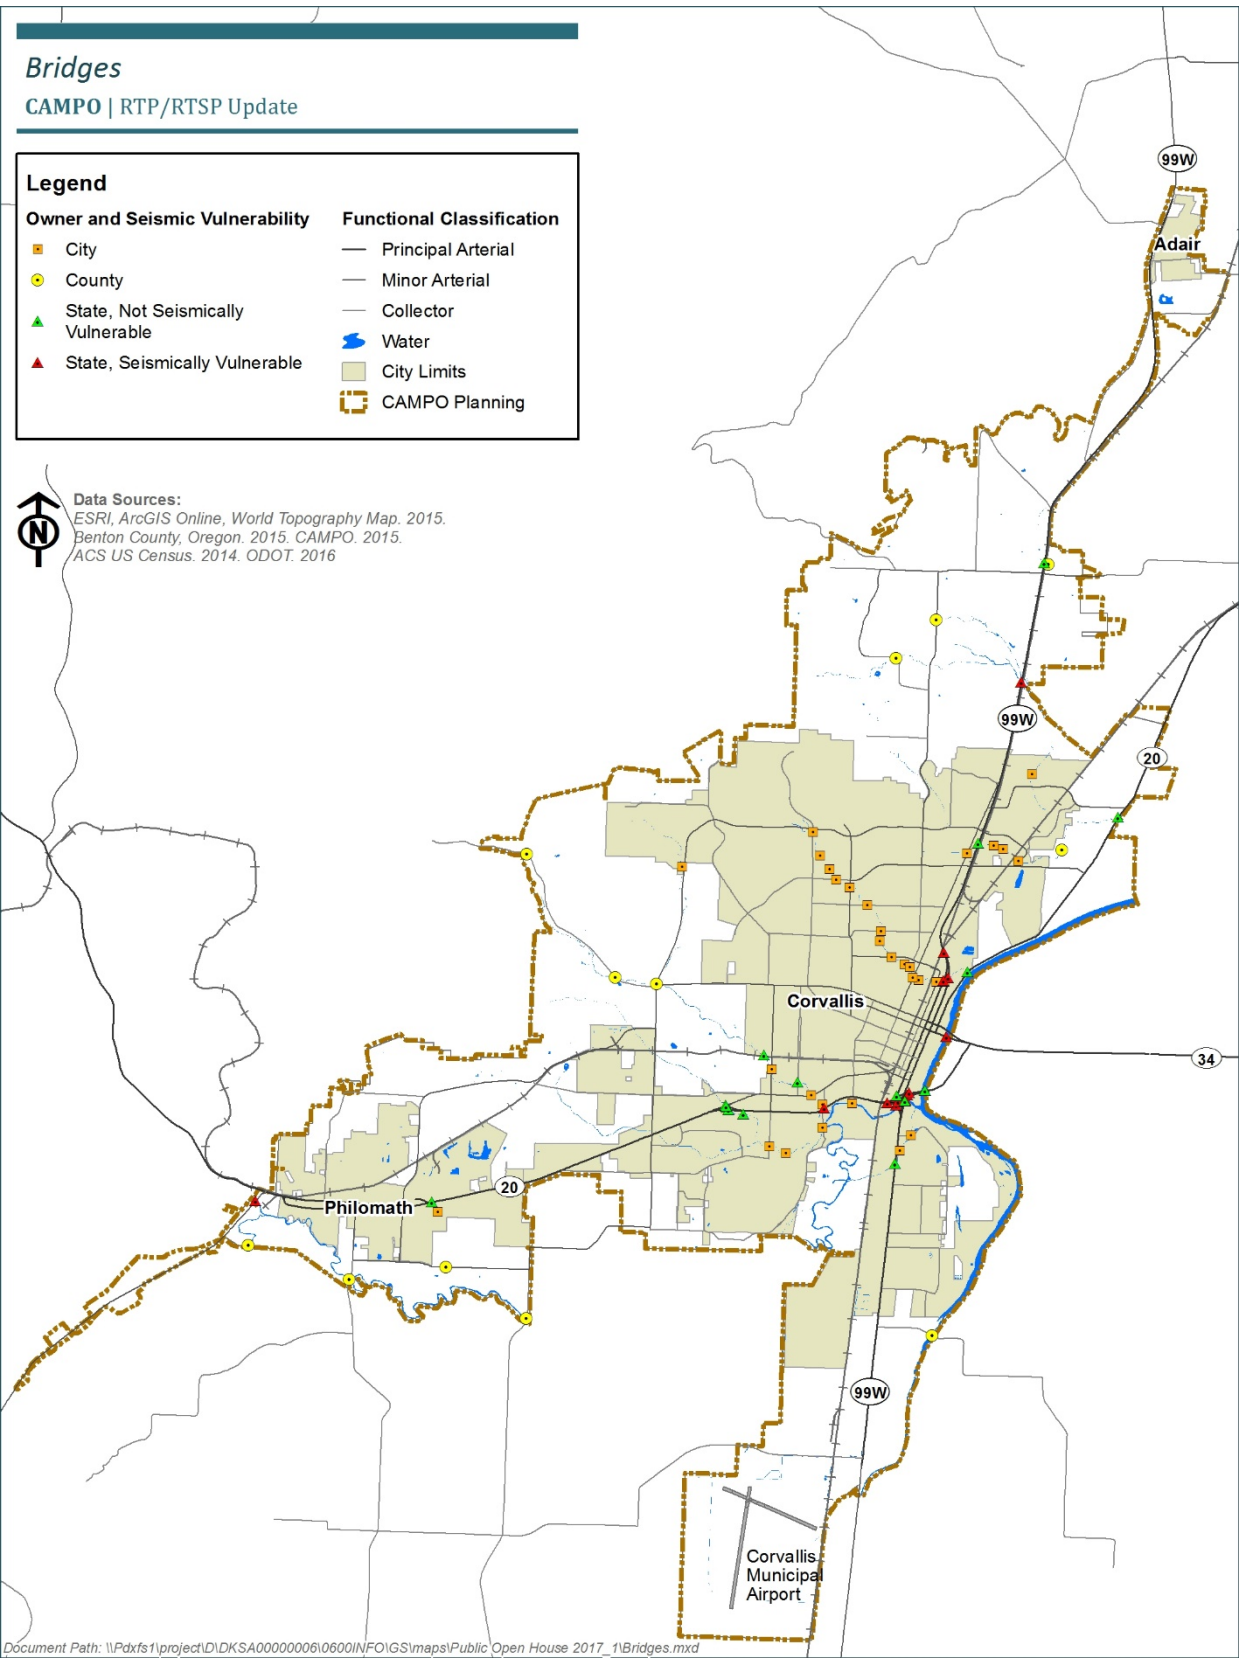 Bridges
CAMPO | RTP/RTSP Update
Legend
Owner and Seismic Vulnerability
City
County
State, Not Seismically
Vulnerable
State, Seismically Vulnerable
Functional Classification
Principal Arterial
Minor Arterial
Collector
Water
City Limits
CAMPO Planning
N
Data Sources:
ESRI, ArcGIS Online, World Topography Map. 2015.
Benton County, Oregon. 2015. CAMPO. 2015.
ACS US Census. 2014. ODOT. 2016
99W
Adair
99W
20
Corvallis
34
20
Philomath
99W
Corvallis
Municipal
Airport
Document Path: \\Pdxfs1\project\D\DKSA00000006\0600INFO\GS\maps\Public Open House 2017_1\Bridges.mxd